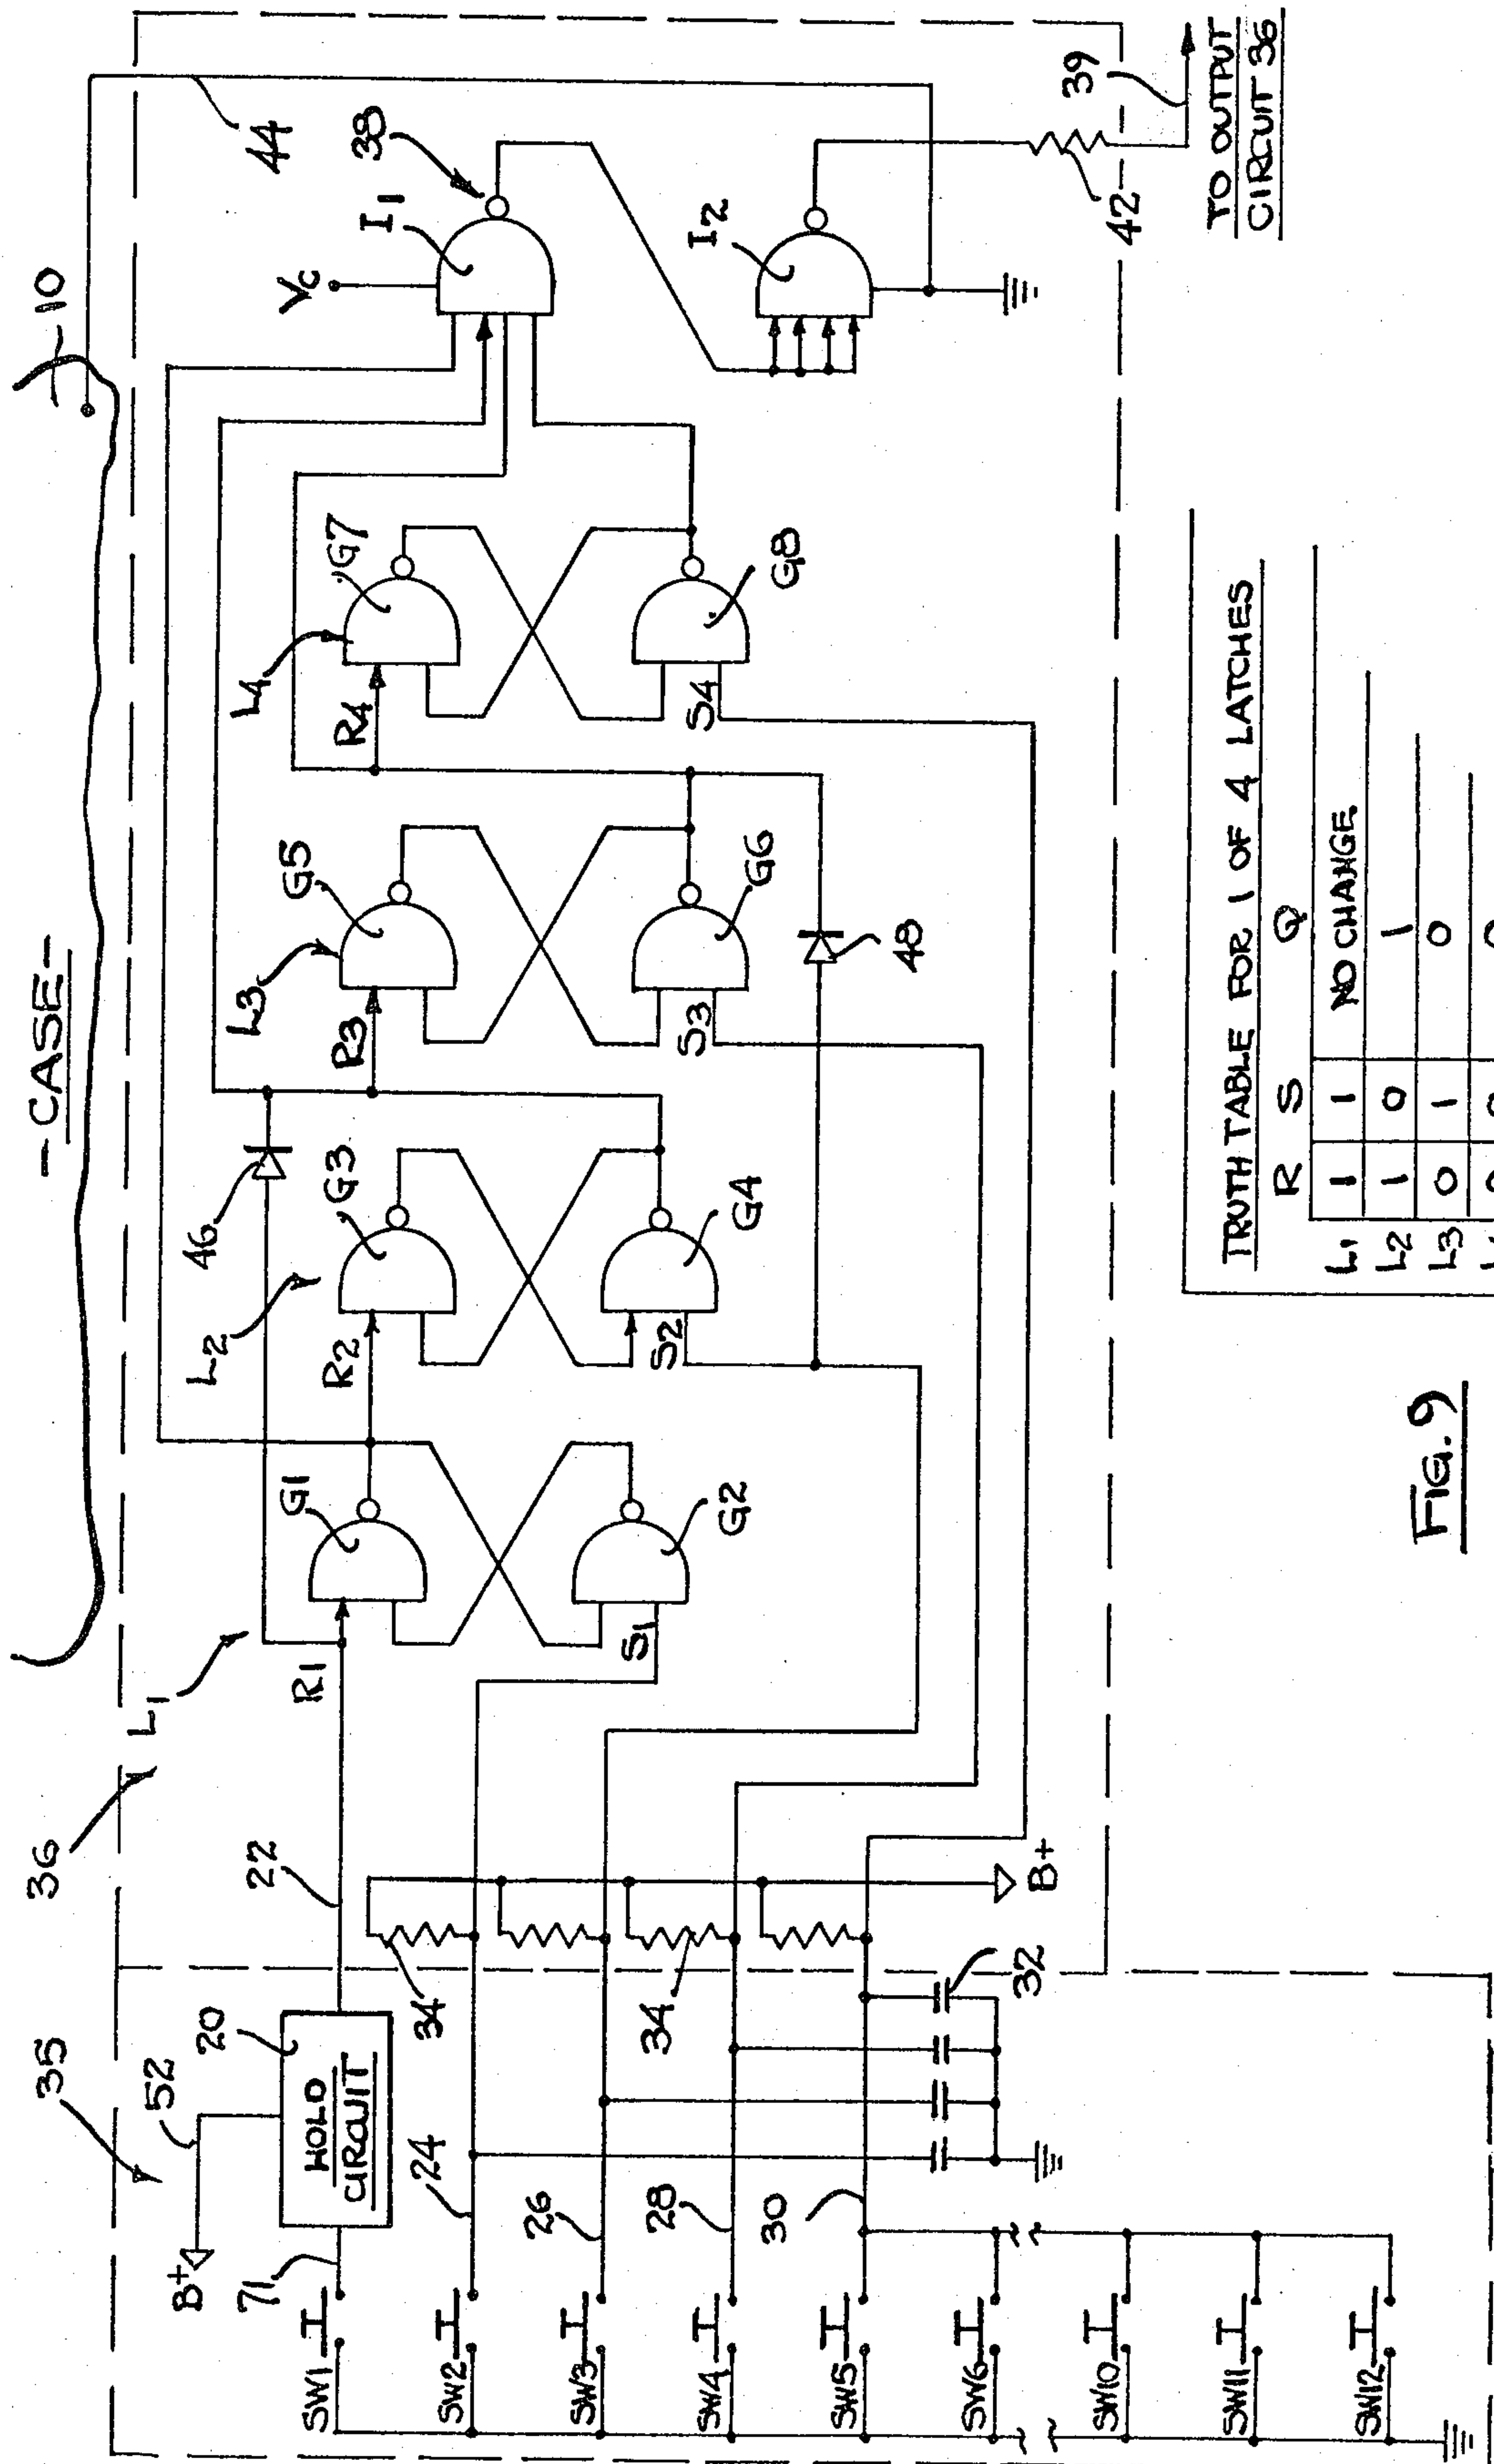 - CASE -
10
44
38
I1
VC
I2
42
39
TO OUTPUT
CIRCUIT 36
36
L1
L2
L3
L4
46
G1
G2
G3
G4
G5
G6
G7
G8
R1
R2
R3
R4
S1
S2
S3
S4
48
35
52
B+
20
HOLD
CIRCUIT
71
22
24
26
28
30
34
34
32
B+
SW1
SW2
SW3
SW4
SW5
SW6
SW10
SW11
SW12
TRUTH TABLE FOR 1 OF 4 LATCHES
R S Q
L1 1 1 NO CHANGE
L2 1 0 1
L3 0 1 0
FIG. 9